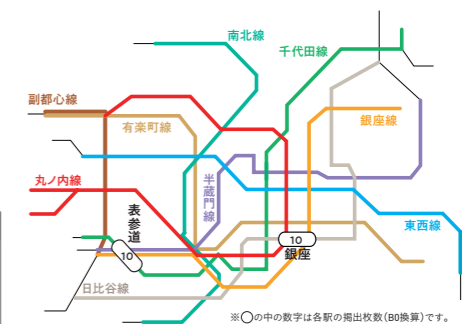 南北線
千代田線
副都心線
有楽町線
銀座線
丸ノ内線
半蔵門線
表参道
東西線
10
10
銀座
日比谷線
※◯の中の数字は各駅の掲出枚数(B0換算)です。